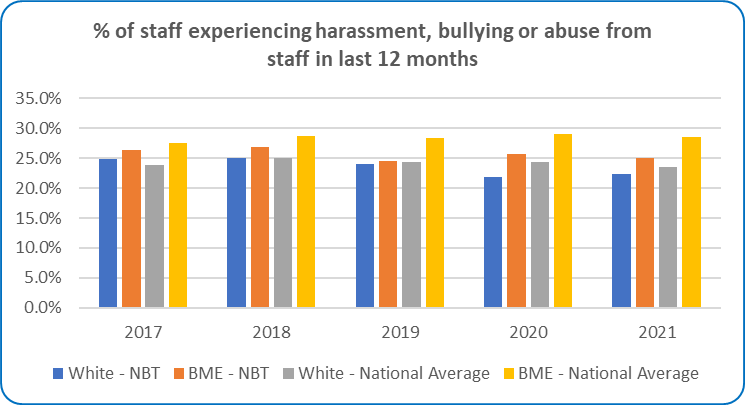 % of staff experiencing harassment, bullying or abuse from
staff in last 12 months
35.0%
30.0%
25.0%
20.0%
15.0%
10.0%
5.0%
0.0%
2017 2018 2019 2020 2021
White - NBT BME - NBT White - National Average BME - National Average